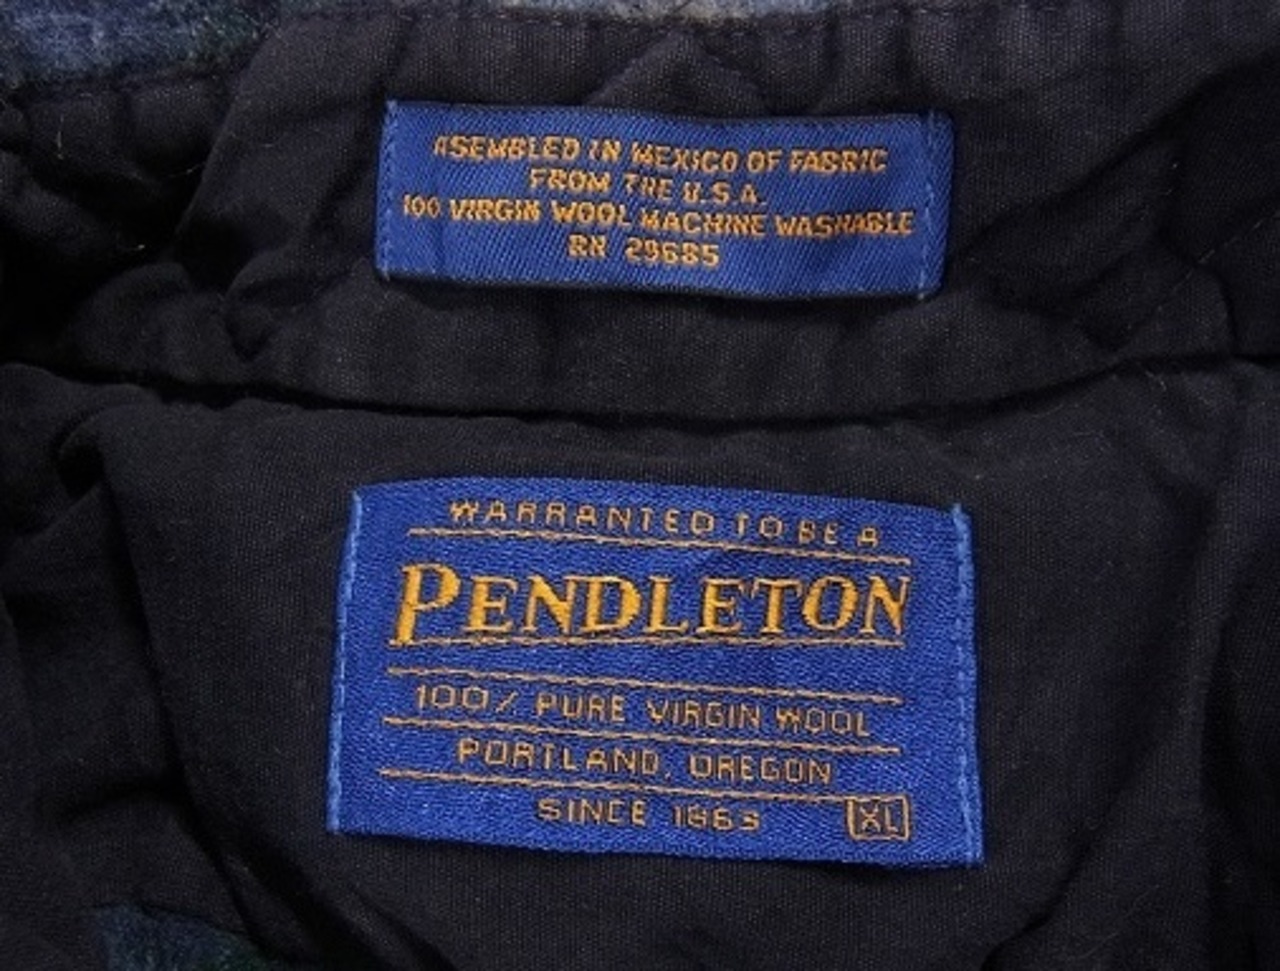 ASEMBLED IN MEXICO OF FABRIC
FROM THE U.S.A.
100 VIRGIN WOOL MACHINE WASHABLE
RN 29685
WARRANTED TO BE A
PENDLETON
100% PURE VIRGIN WOOL
PORTLAND, OREGON
SINCE 1863
XL